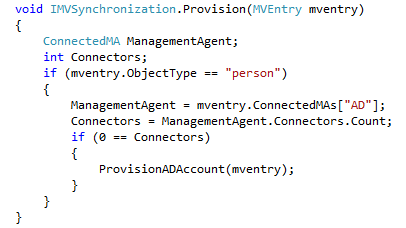 void IMVSynchronization.Provision(MVEntry mventry)
{
    ConnectedMA ManagementAgent;
    int Connectors;
    if (mventry.ObjectType == "person")
    {
        ManagementAgent = mventry.ConnectedMAs["AD"];
        Connectors = ManagementAgent.Connectors.Count;
        if (0 == Connectors)
        {
            ProvisionADAccount(mventry);
        }
    }
}